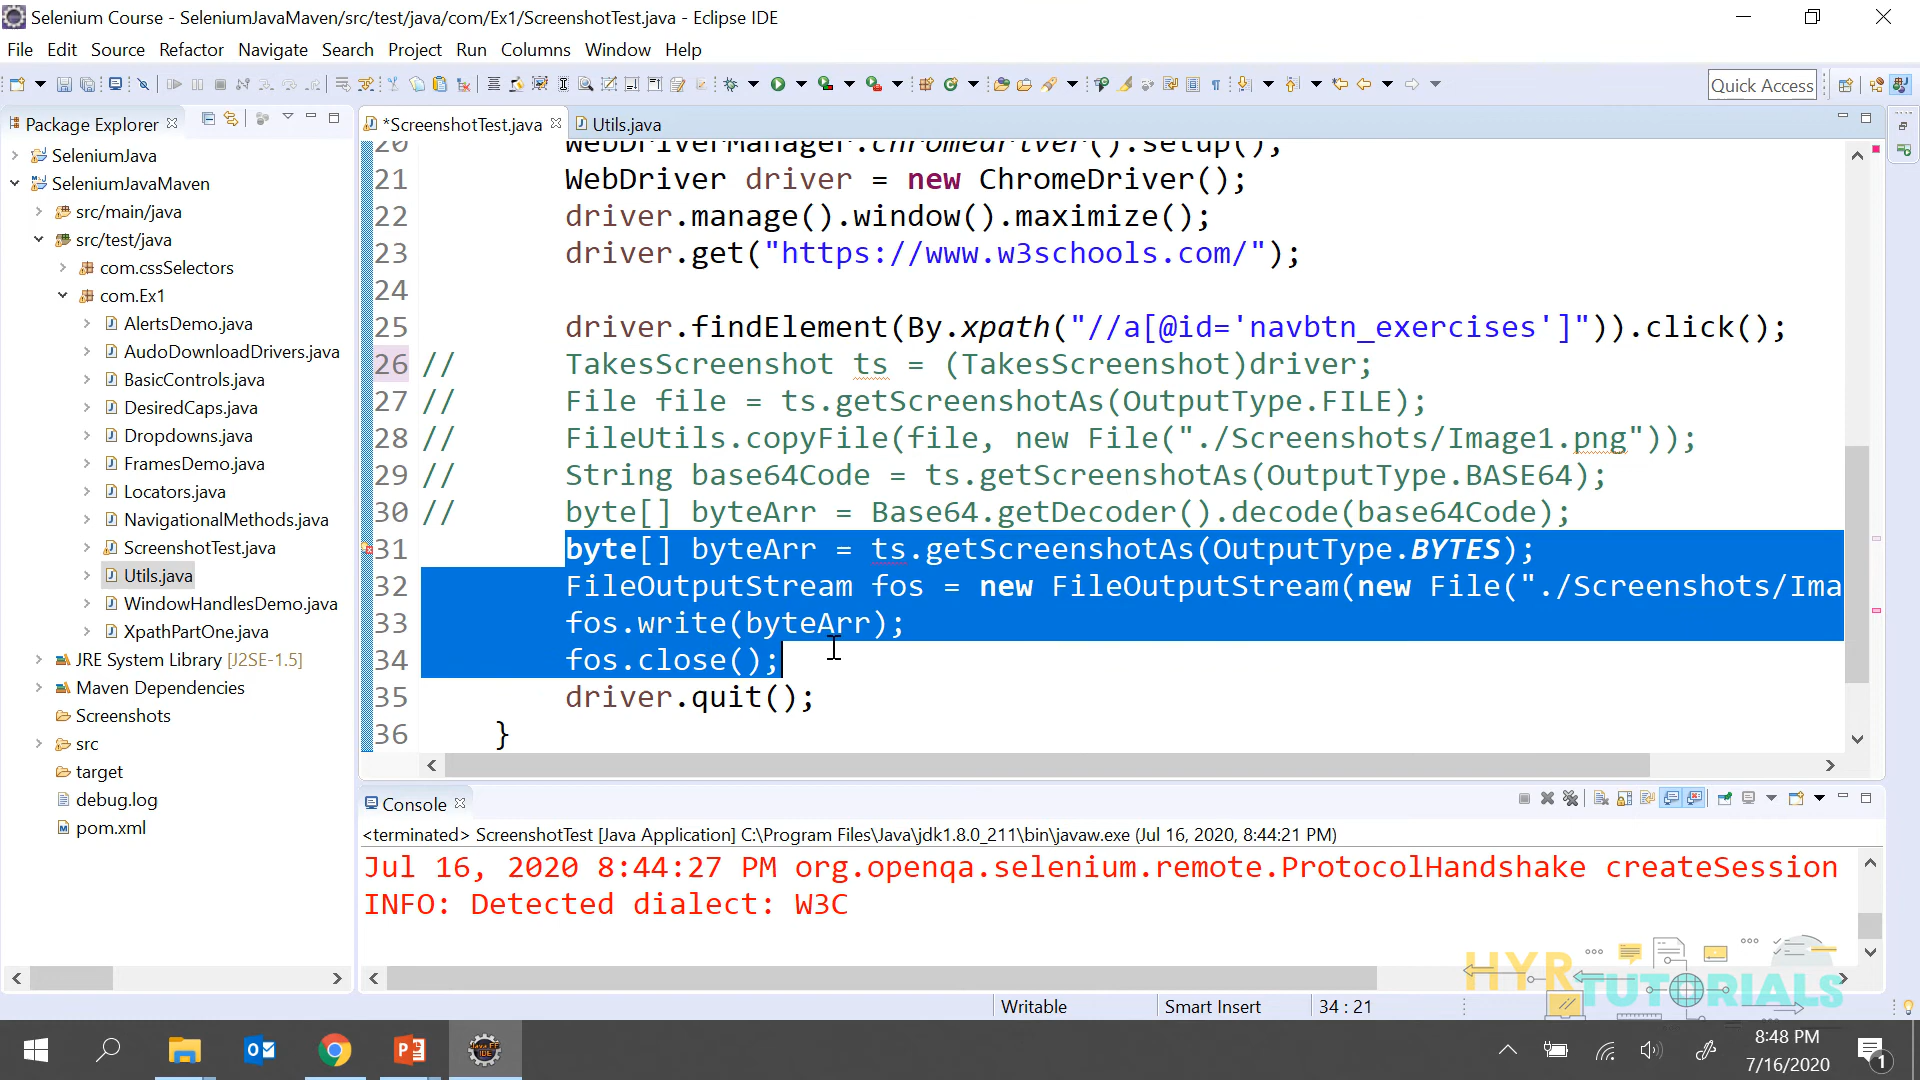 Selenium Course - SeleniumJavaMaven/src/test/java/com/Ex1/ScreenshotTest.java - Eclipse IDE
File Edit Source Refactor Navigate Search Project Run Columns Window Help
Quick Access
Package Explorer
SeleniumJava
SeleniumJavaMaven
src/main/java
src/test/java
com.cssSelectors
com.Ex1
AlertsDemo.java
AudoDownloadDrivers.java
BasicControls.java
DesiredCaps.java
Dropdowns.java
FramesDemo.java
Locators.java
NavigationalMethods.java
ScreenshotTest.java
Utils.java
WindowHandlesDemo.java
XpathPartOne.java
JRE System Library [J2SE-1.5]
Maven Dependencies
Screenshots
src
target
debug.log
pom.xml
*ScreenshotTest.java Utils.java
20 WebDriverManager.chromedriver().setup();
21 WebDriver driver = new ChromeDriver();
22 driver.manage().window().maximize();
23 driver.get("https://www.w3schools.com/");
24
25 driver.findElement(By.xpath("//a[@id='navbtn_exercises']")).click();
26 // TakesScreenshot ts = (TakesScreenshot)driver;
27 // File file = ts.getScreenshotAs(OutputType.FILE);
28 // FileUtils.copyFile(file, new File("./Screenshots/Image1.png"));
29 // String base64Code = ts.getScreenshotAs(OutputType.BASE64);
30 // byte[] byteArr = Base64.getDecoder().decode(base64Code);
31 byte[] byteArr = ts.getScreenshotAs(OutputType.BYTES);
32 FileOutputStream fos = new FileOutputStream(new File("./Screenshots/Ima
33 fos.write(byteArr);
34 fos.close();
35 driver.quit();
36 }
Console
<terminated> ScreenshotTest [Java Application] C:\Program Files\Java\jdk1.8.0_211\bin\javaw.exe (Jul 16, 2020, 8:44:21 PM)
Jul 16, 2020 8:44:27 PM org.openqa.selenium.remote.ProtocolHandshake createSession
INFO: Detected dialect: W3C
HYR
TUTORIALS
Writable Smart Insert 34 : 21
8:48 PM
7/16/2020
1